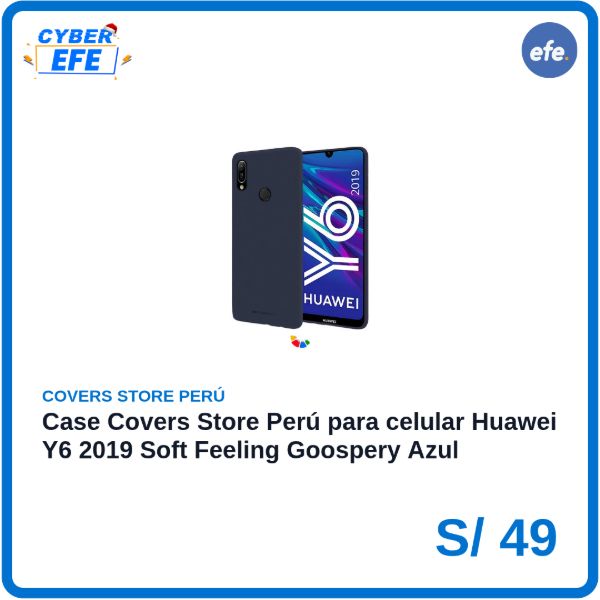 CYBER
EFE
efe.
2019
Y6
HUAWEI
HUAWEI
COVERS STORE PERÚ
Case Covers Store Perú para celular Huawei
Y6 2019 Soft Feeling Goospery Azul
S/ 49